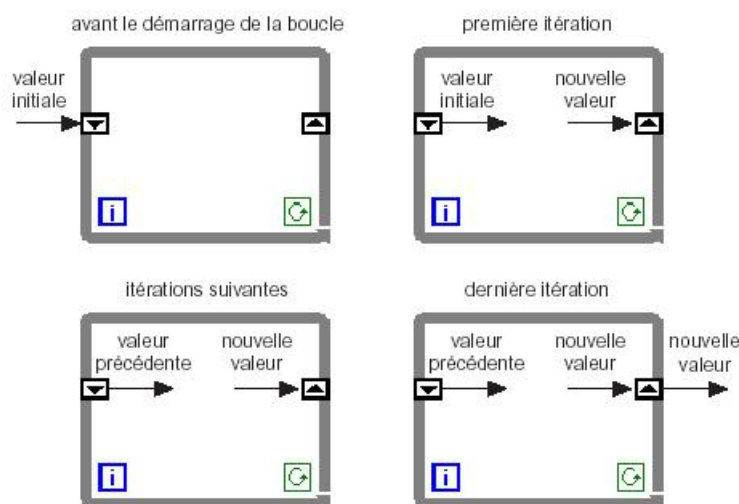 avant le démarrage de la boucle
valeur
initiale
i
première itération
valeur
initiale
nouvelle
valeur
i
itérations suivantes
valeur
précédente
nouvelle
valeur
i
dernière itération
valeur
précédente
nouvelle
valeur
nouvelle
valeur
i